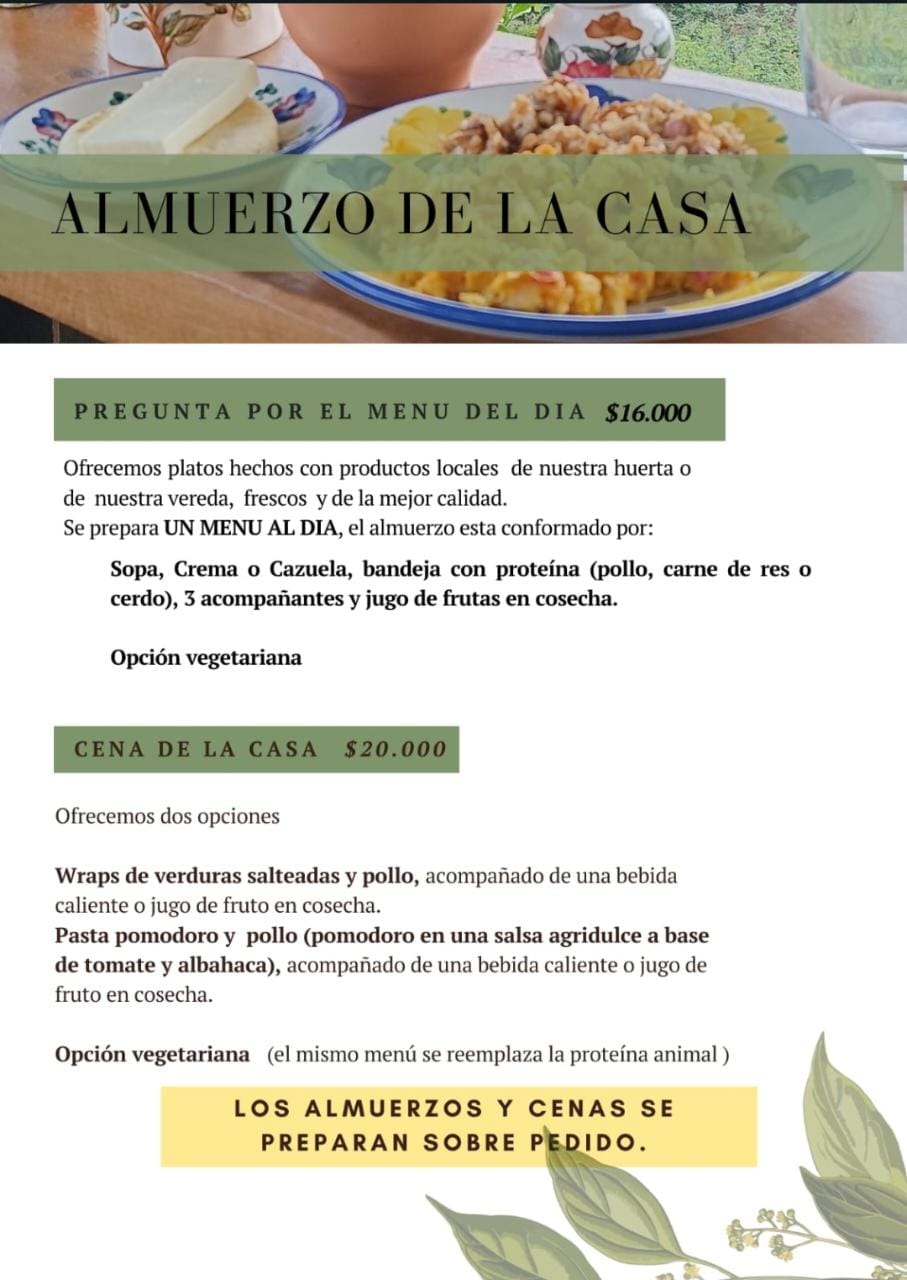 ALMUERZO DE LA CASA
PREGUNTA POR EL MENU DEL DIA $16.000
Ofrecemos platos hechos con productos locales de nuestra huerta o
de nuestra vereda, frescos y de la mejor calidad.
Se prepara UN MENU AL DIA, el almuerzo esta conformado por:
Sopa, Crema o Cazuela, bandeja con proteína (pollo, carne de res o
cerdo), 3 acompañantes y jugo de frutas en cosecha.
Opción vegetariana
CENA DE LA CASA $20.000
Ofrecemos dos opciones
Wraps de verduras salteadas y pollo, acompañado de una bebida
caliente o jugo de fruto en cosecha.
Pasta pomodoro y pollo (pomodoro en una salsa agridulce a base
de tomate y albahaca), acompañado de una bebida caliente o jugo de
fruto en cosecha.
Opción vegetariana (el mismo menú se reemplaza la proteína animal )
LOS ALMUERZOS Y CENAS SE
PREPARAN SOBRE PEDIDO.